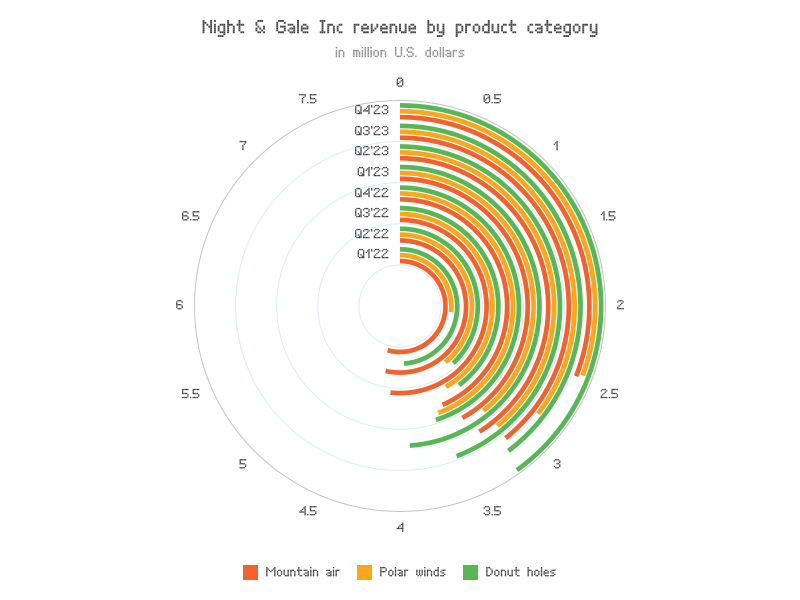 Night & Gale Inc revenue by product category
in million U.S. dollars
0
0.5
1
1.5
2
2.5
3
3.5
4
4.5
5
5.5
6
6.5
7
7.5
Q4'23
Q3'23
Q2'23
Q1'23
Q4'22
Q3'22
Q2'22
Q1'22
Mountain air Polar winds Donut holes